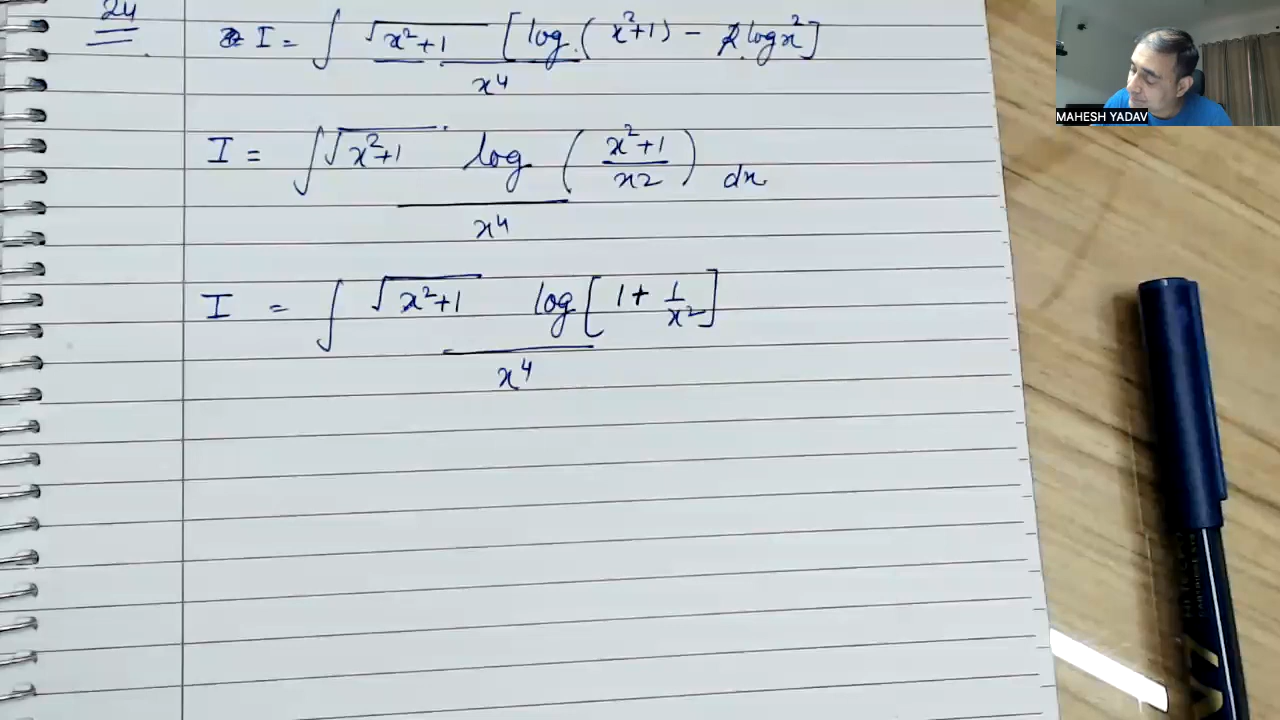 24
I = ∫ √x²+1 [log (x²+1) - 2 log x²]
x⁴
I = ∫ √x²+1 log (x²+1 / x2) dx
x⁴
I = ∫ √x²+1 log [1 + 1/x²]
x⁴
MAHESH YADAV
V7